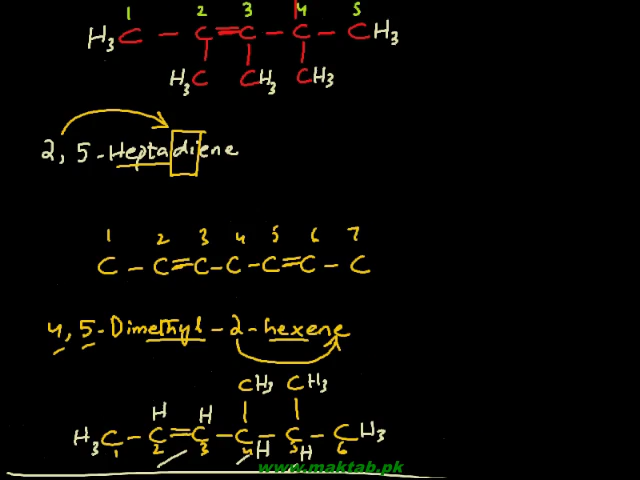 1 2 3 4 5
H3C - C = C - C - CH3
H3C CH3 CH3
2, 5-Heptadiene
1 2 3 4 5 6 7
C - C = C - C - C = C - C
4, 5-Dimethyl-2-hexene
CH3 CH3
H H
H3C - C = C - C - C - CH3
1 2 3 4 H 5 H 6
www.maktab.pk